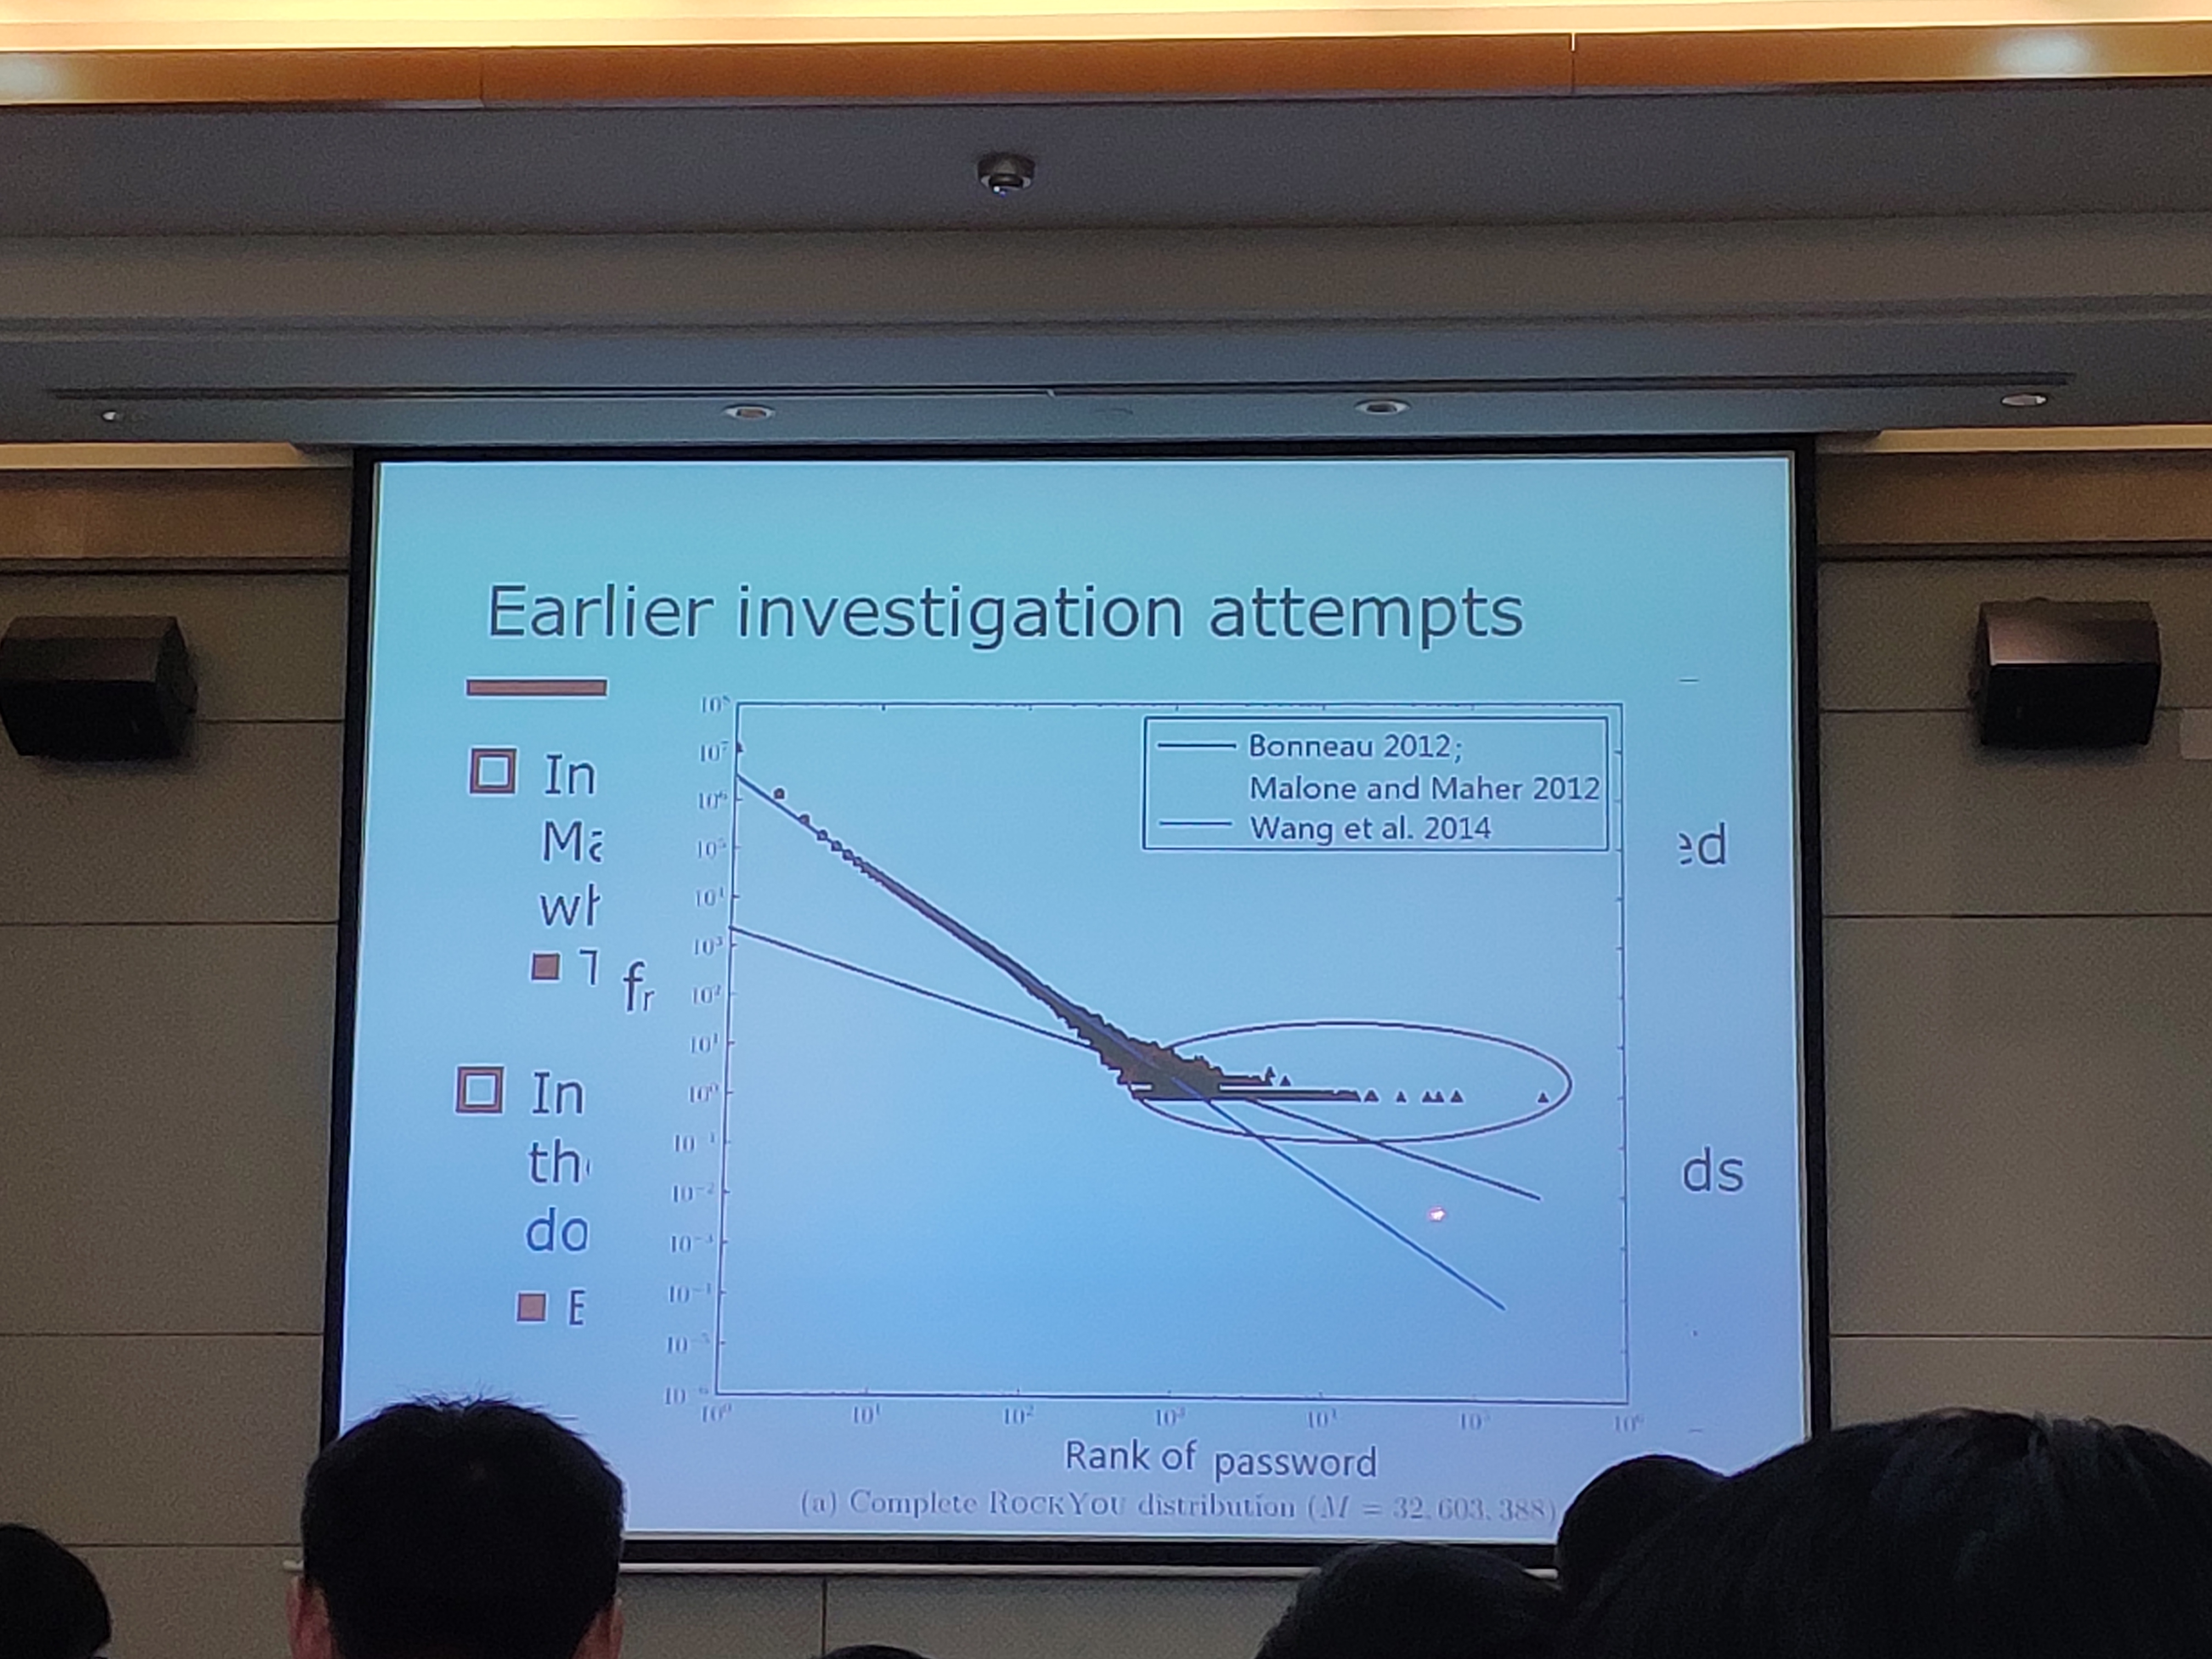 Earlier investigation attempts
In
Ma
wh
In
the
do
E
ed
ds
f_r
10^8
10^7
10^6
10^5
10^4
10^3
10^2
10^1
10^0
10^-1
10^-2
10^-3
10^-4
10^-5
10^-6
Bonneau 2012;
Malone and Maher 2012
Wang et al. 2014
10^0 10^1 10^2 10^3 10^4 10^5 10^6
Rank of password
(a) Complete ROCKYOU distribution (M = 32,603,388)